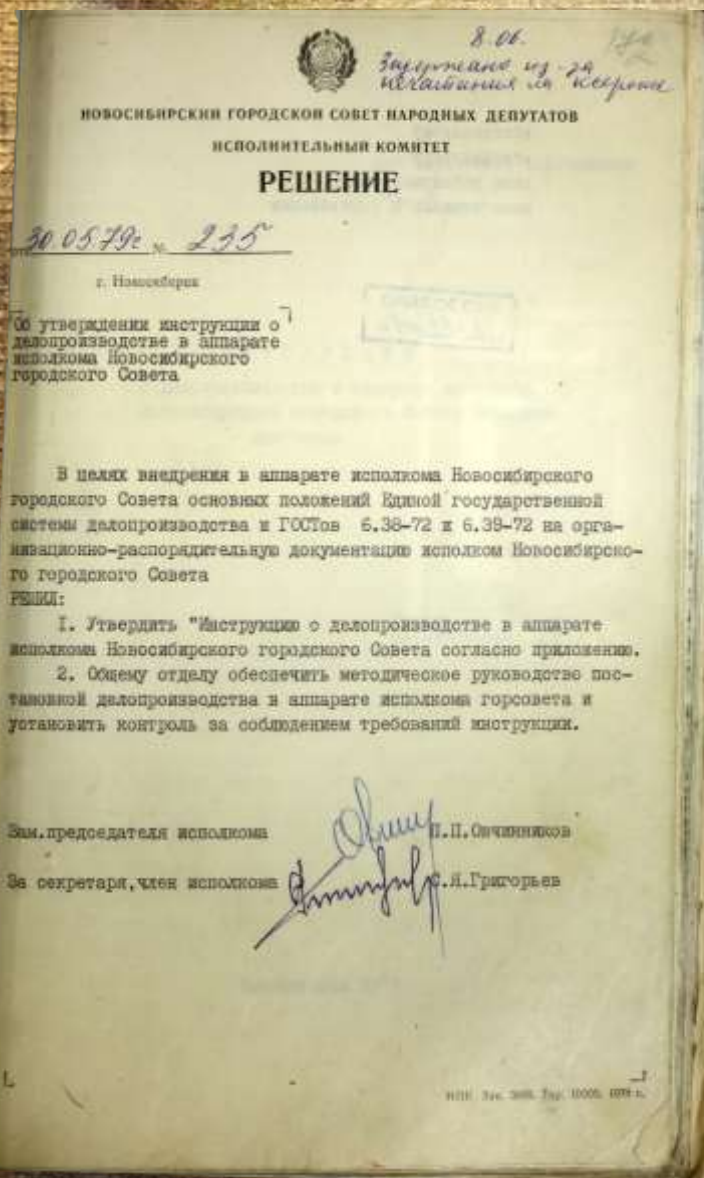 8.06.
Задержано из-за
печатания на ксероксе
НОВОСИБИРСКИЙ ГОРОДСКОЙ СОВЕТ НАРОДНЫХ ДЕПУТАТОВ
ИСПОЛНИТЕЛЬНЫЙ КОМИТЕТ
РЕШЕНИЕ
30.05.79г № 235
г. Новосибирск
Об утверждении инструкции о
делопроизводстве в аппарате
исполкома Новосибирского
городского Совета
В целях внедрения в аппарате исполкома Новосибирского
городского Совета основных положений Единой государственной
системы делопроизводства и ГОСТов 6.38-72 и 6.39-72 на орга-
низационно-распорядительную документацию исполком Новосибирско-
го городского Совета
РЕШИЛ:
1. Утвердить "Инструкцию о делопроизводстве в аппарате
исполкома Новосибирского городского Совета согласно приложению.
2. Общему отделу обеспечить методическое руководство пос-
тановкой делопроизводства в аппарате исполкома горсовета и
установить контроль за соблюдением требований инструкции.
Зам.председателя исполкома П.П.Овчинников
За секретаря,член исполкома С.Я.Григорьев